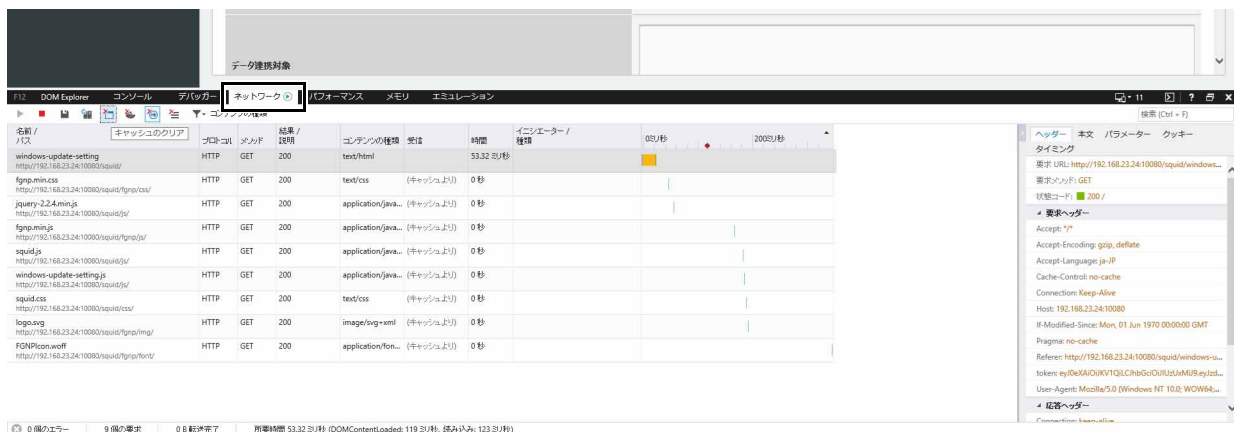 データ連携対象
F12 DOM Explorer コンソール デバッガー ネットワーク パフォーマンス メモリ エミュレーション 11 ?
コンテンツの種類 検索 (Ctrl + F)
キャッシュのクリア
名前 / パス プロトコル メソッド 結果 / 説明 コンテンツの種類 受信 時間 イニシエーター / 種類 0ミリ秒 200ミリ秒
windows-update-setting HTTP GET 200 text/html 53.32 ミリ秒
http://192.168.23.24:10080/squid/
fgnp.min.css HTTP GET 200 text/css (キャッシュより) 0 秒
http://192.168.23.24:10080/squid/fgnp/css/
jquery-2.2.4.min.js HTTP GET 200 application/java... (キャッシュより) 0 秒
http://192.168.23.24:10080/squid/js/
fgnp.min.js HTTP GET 200 application/java... (キャッシュより) 0 秒
http://192.168.23.24:10080/squid/fgnp/js/
squid.js HTTP GET 200 application/java... (キャッシュより) 0 秒
http://192.168.23.24:10080/squid/js/
windows-update-setting.js HTTP GET 200 application/java... (キャッシュより) 0 秒
http://192.168.23.24:10080/squid/js/
squid.css HTTP GET 200 text/css (キャッシュより) 0 秒
http://192.168.23.24:10080/squid/css/
logo.svg HTTP GET 200 image/svg+xml (キャッシュより) 0 秒
http://192.168.23.24:10080/squid/fgnp/img/
FGNPIcon.woff HTTP GET 200 application/fon... (キャッシュより) 0 秒
http://192.168.23.24:10080/squid/fgnp/font/
ヘッダー 本文 パラメーター クッキー
タイミング
要求 URL: http://192.168.23.24:10080/squid/windows...
要求メソッド: GET
状態コード: 200 /
要求ヘッダー
Accept: */*
Accept-Encoding: gzip, deflate
Accept-Language: ja-JP
Cache-Control: no-cache
Connection: Keep-Alive
Host: 192.168.23.24:10080
If-Modified-Since: Mon, 01 Jun 1970 00:00:00 GMT
Pragma: no-cache
Referer: http://192.168.23.24:10080/squid/windows-u...
token:
User-Agent: Mozilla/5.0 (Windows NT 10.0; WOW64;...
応答ヘッダー
Connection: keep-alive
0 個のエラー 9 個の要求 0 B 転送完了 所要時間 53.32 ミリ秒 (DOMContentLoaded: 119 ミリ秒, 読み込み: 123 ミリ秒)